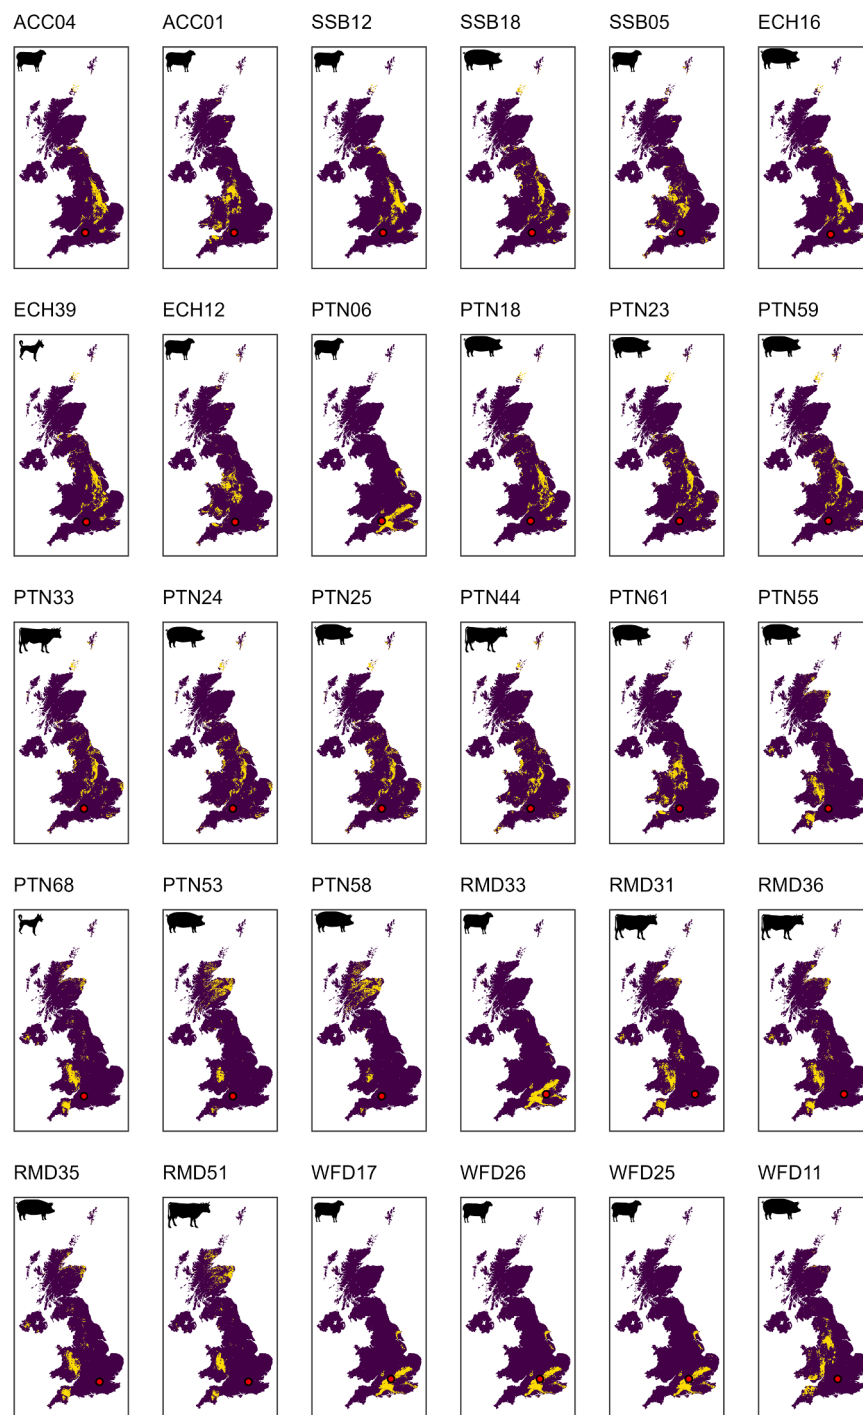 ACC04 ACC01 SSB12 SSB18 SSB05 ECH16
ECH39 ECH12 PTN06 PTN18 PTN23 PTN59
PTN33 PTN24 PTN25 PTN44 PTN61 PTN55
PTN68 PTN53 PTN58 RMD33 RMD31 RMD36
RMD35 RMD51 WFD17 WFD26 WFD25 WFD11